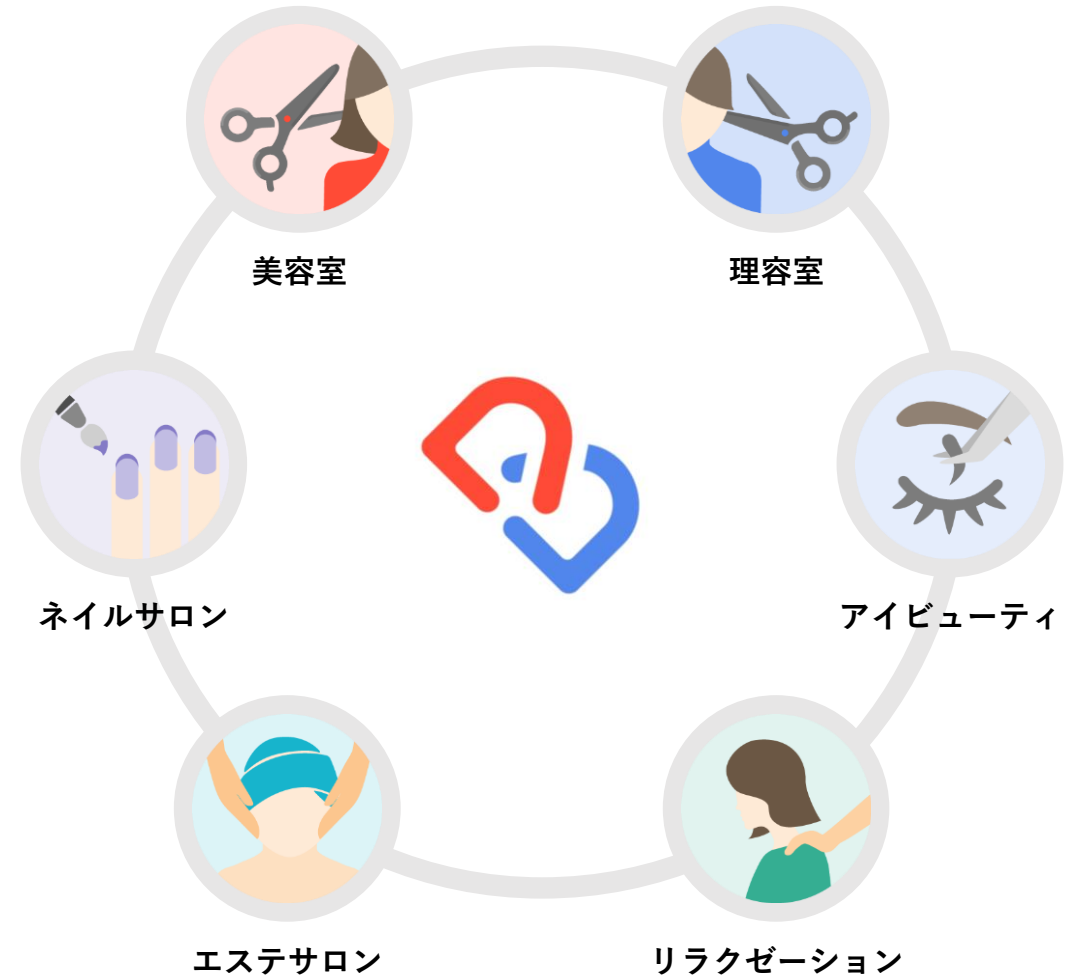 美容室
理容室
ネイルサロン
アイビューティ
エステサロン
リラクゼーション